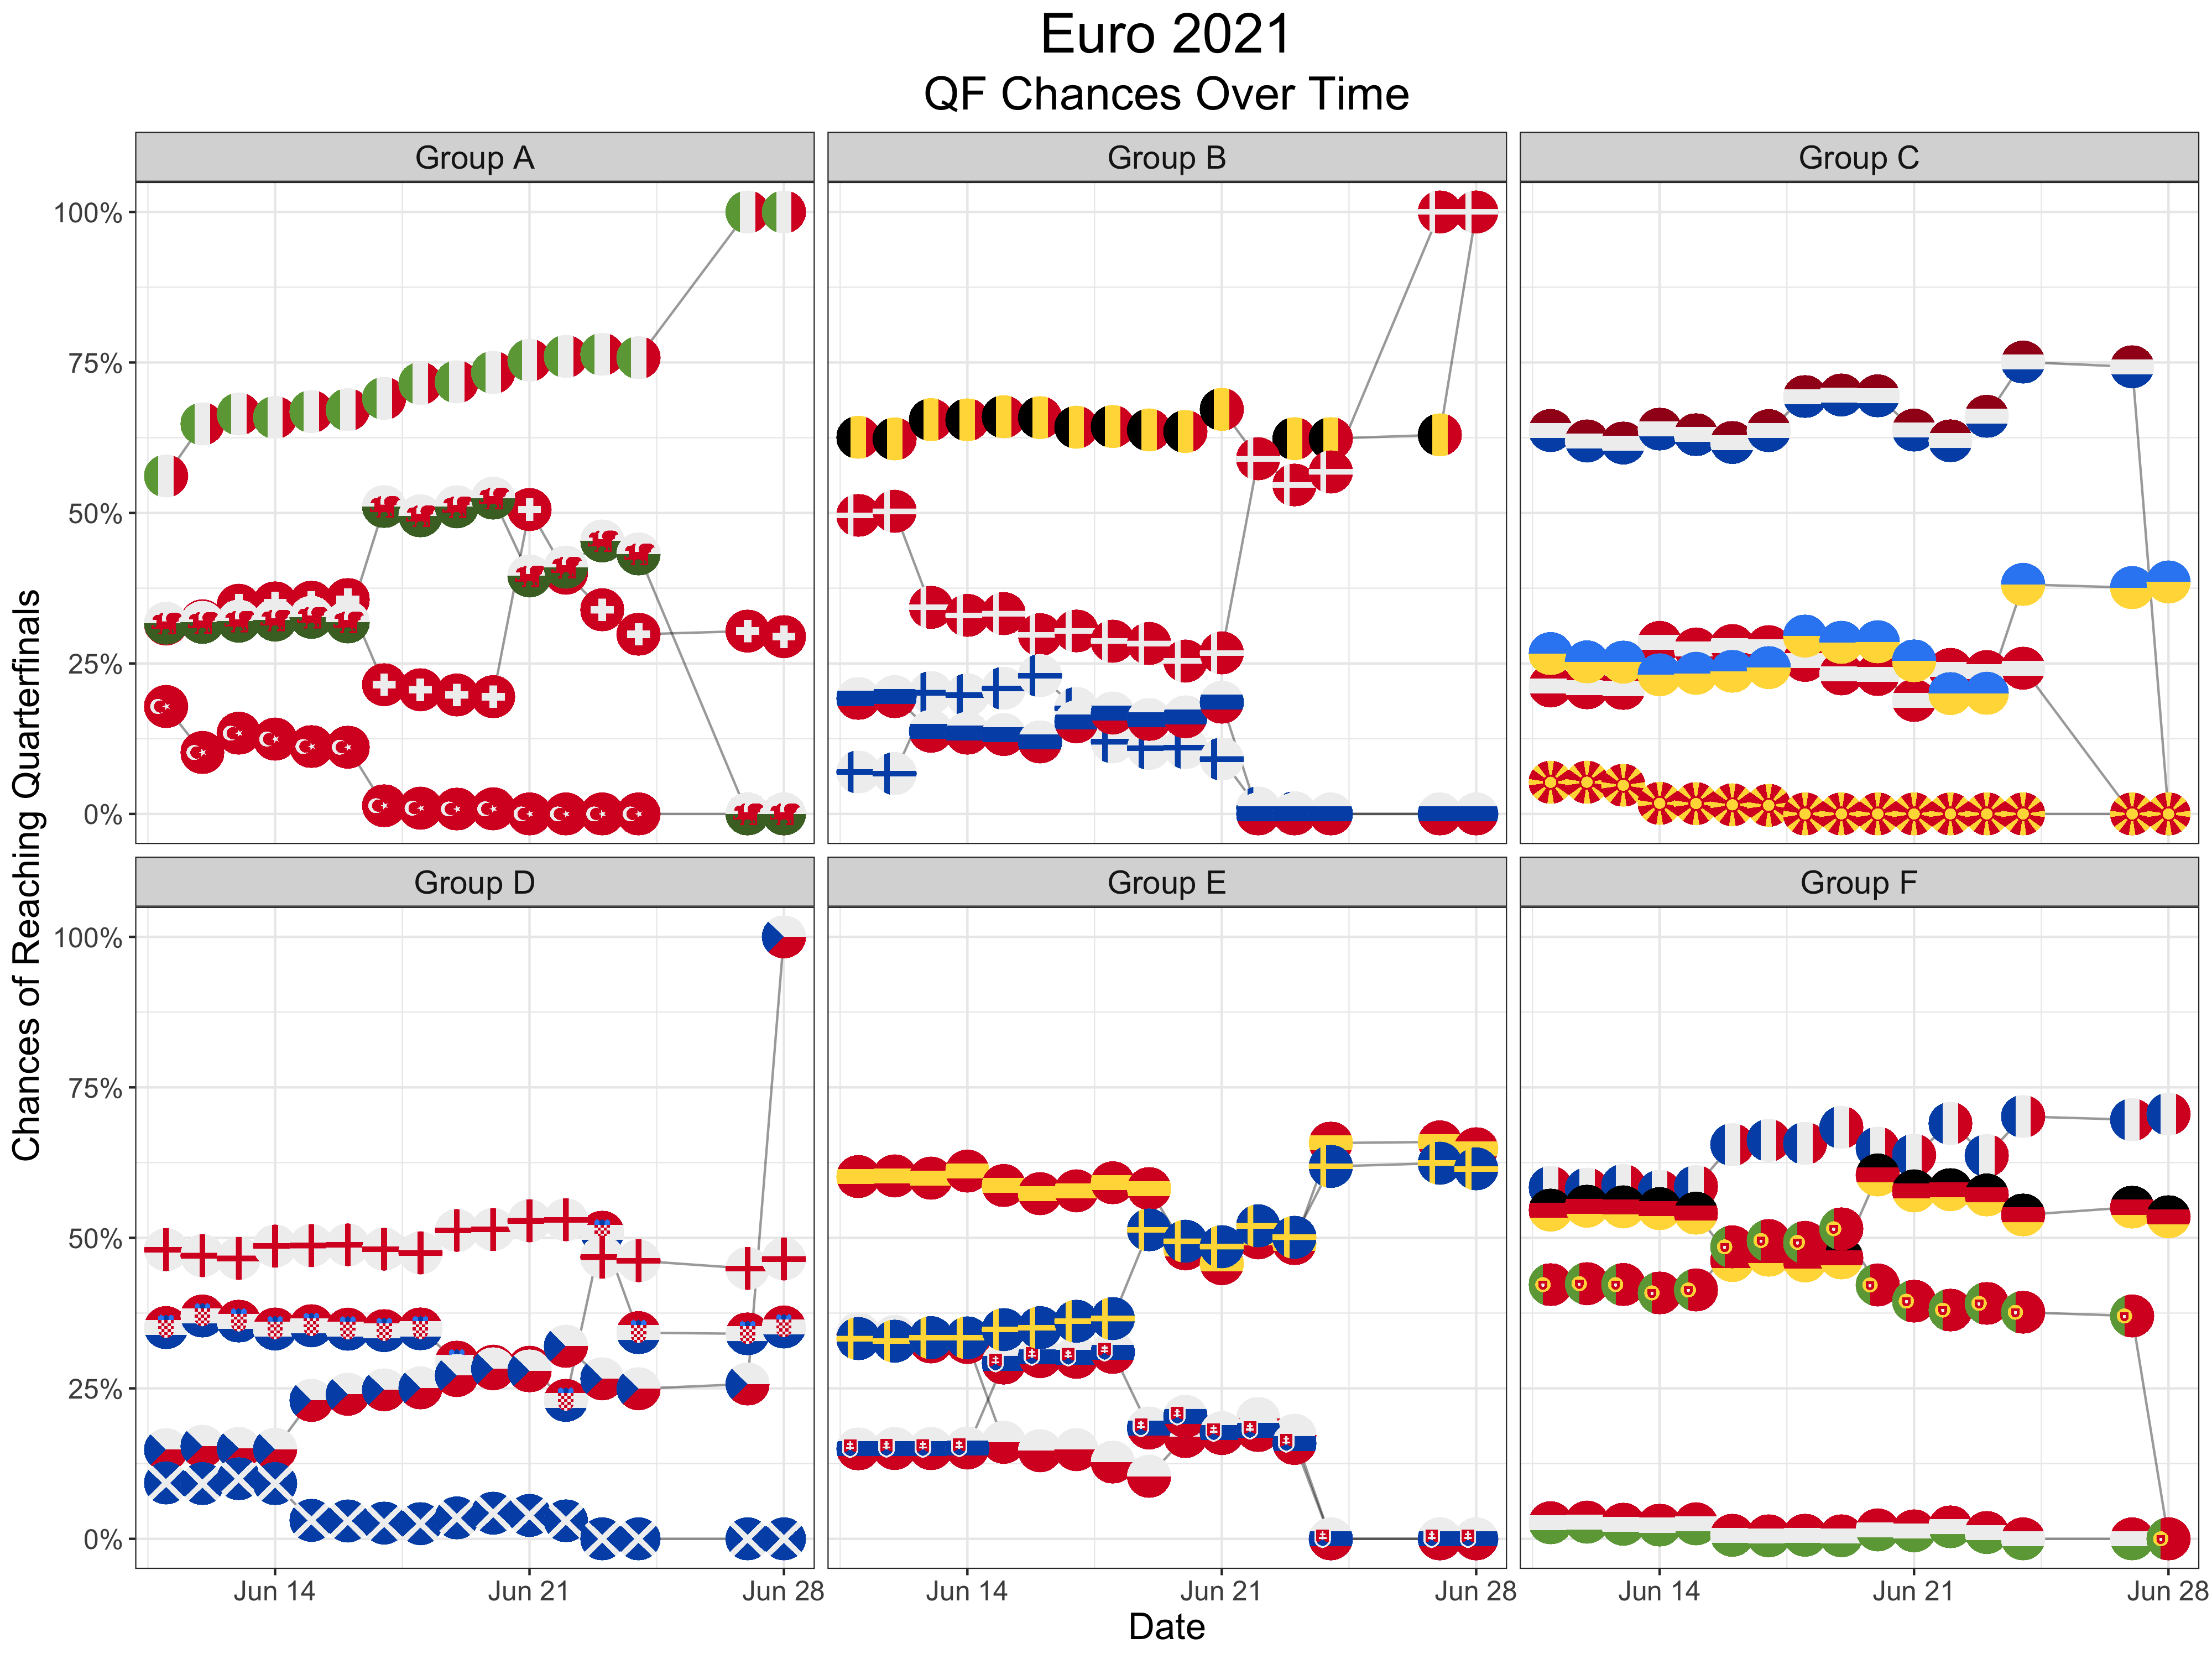 Euro 2021
QF Chances Over Time
Group A
Group B
Group C
100%
75%
50%
25%
0%
Chances of Reaching Quarterfinals
Group D
Group E
Group F
100%
75%
50%
25%
0%
Jun 14
Jun 21
Jun 28
Jun 14
Jun 21
Jun 28
Jun 14
Jun 21
Jun 28
Date